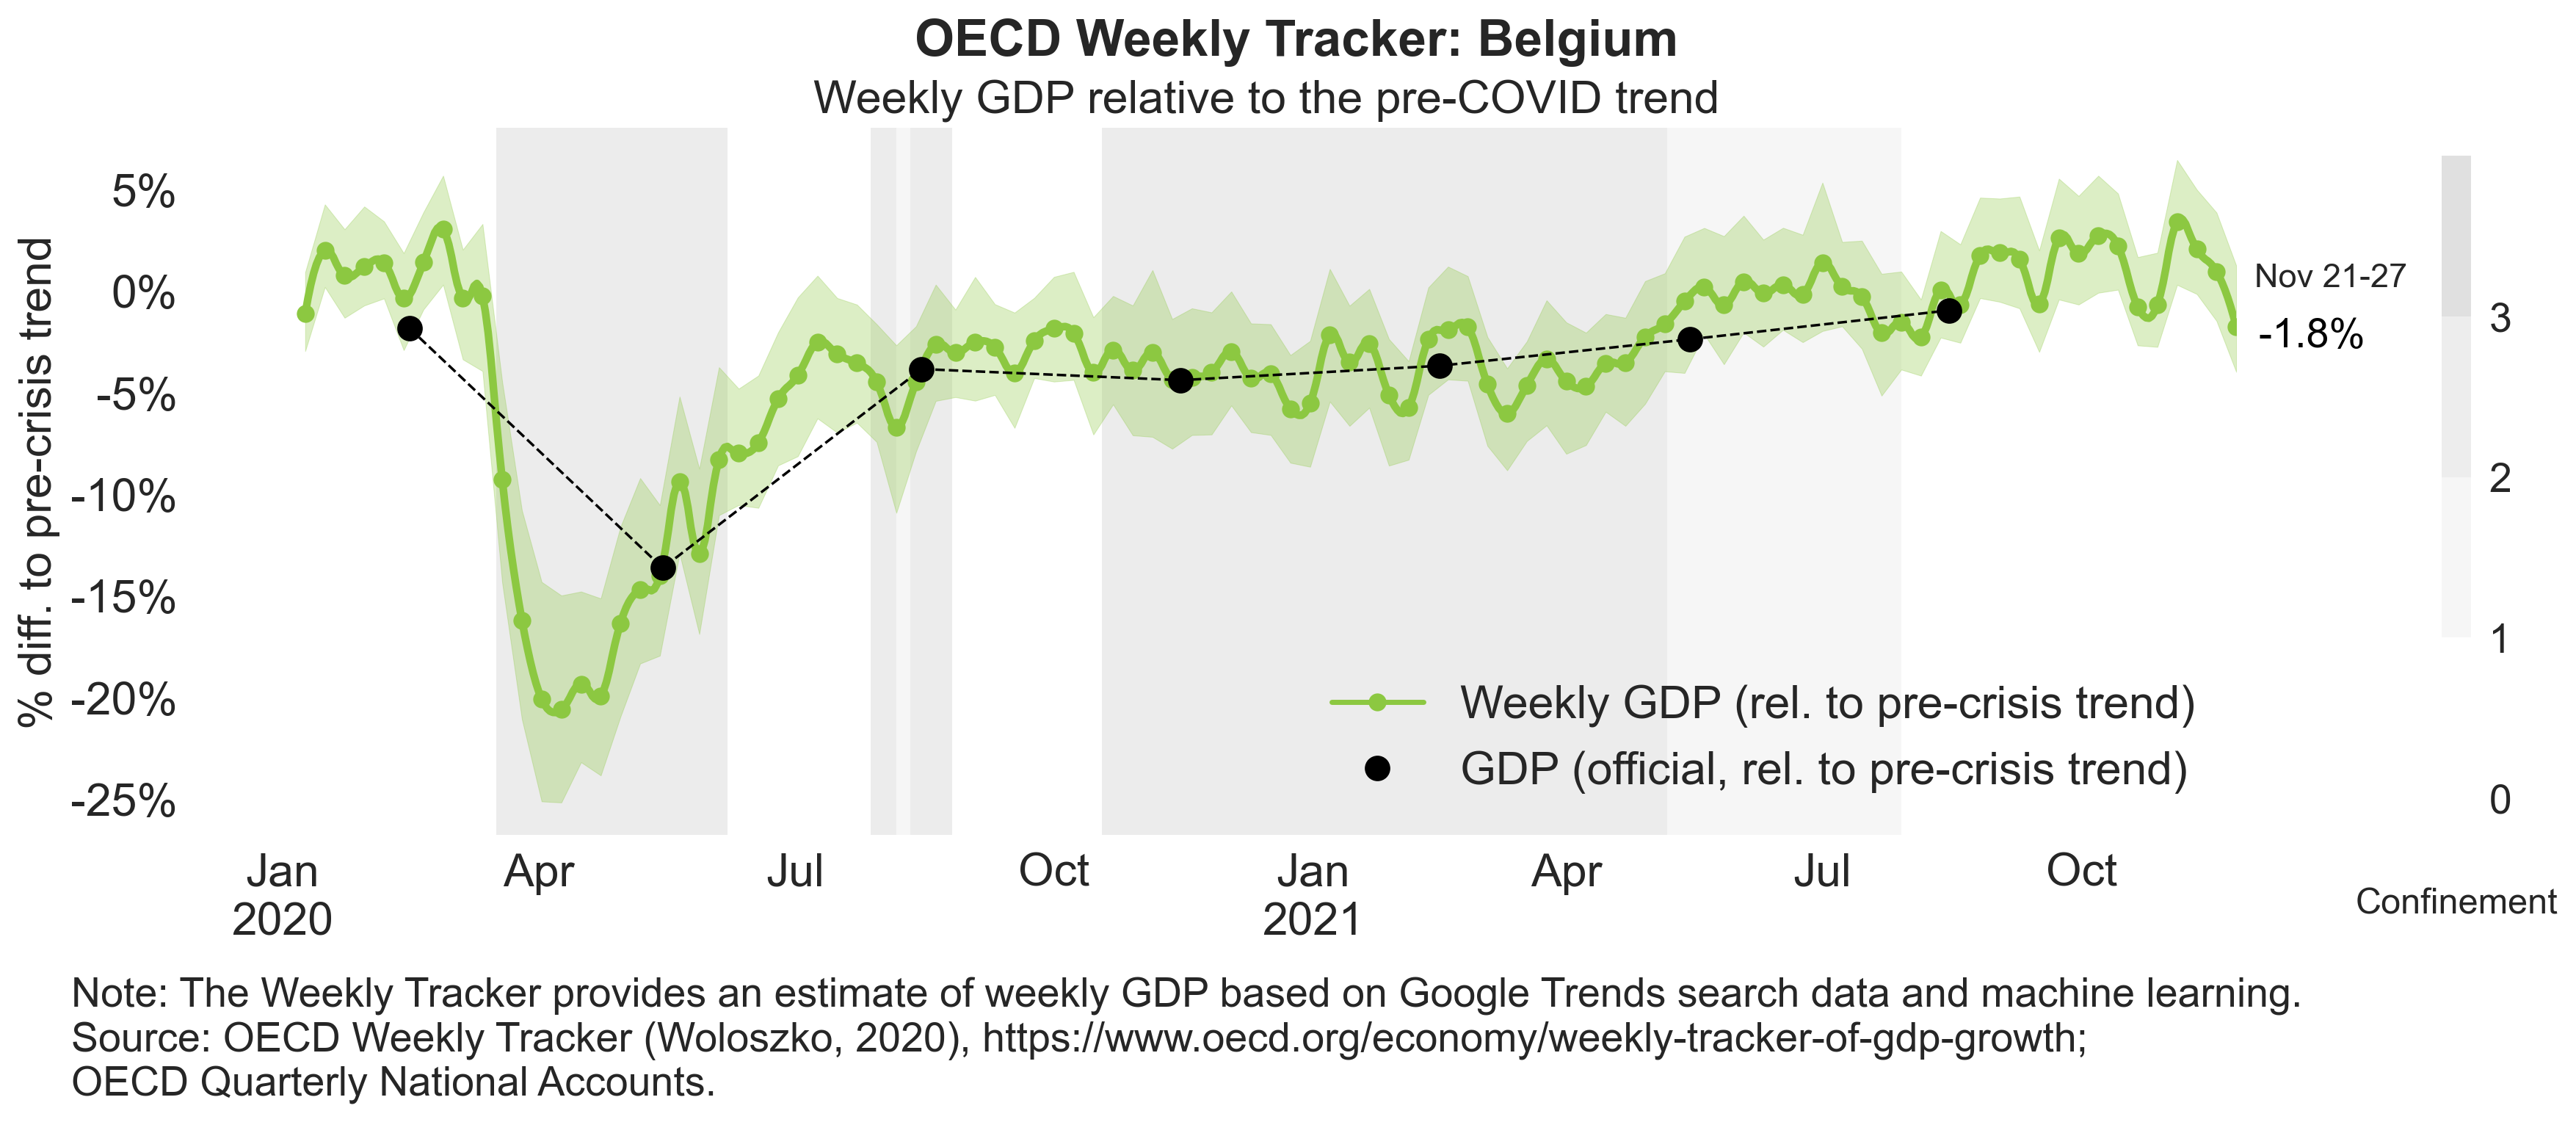 OECD Weekly Tracker: Belgium
Weekly GDP relative to the pre-COVID trend
% diff. to pre-crisis trend
5%
0%
-5%
-10%
-15%
-20%
-25%
Nov 21-27
-1.8%
3
2
1
0
Confinement
Weekly GDP (rel. to pre-crisis trend)
GDP (official, rel. to pre-crisis trend)
Jan Apr Jul Oct Jan Apr Jul Oct
2020 2021
Note: The Weekly Tracker provides an estimate of weekly GDP based on Google Trends search data and machine learning.
Source: OECD Weekly Tracker (Woloszko, 2020), https://www.oecd.org/economy/weekly-tracker-of-gdp-growth;
OECD Quarterly National Accounts.